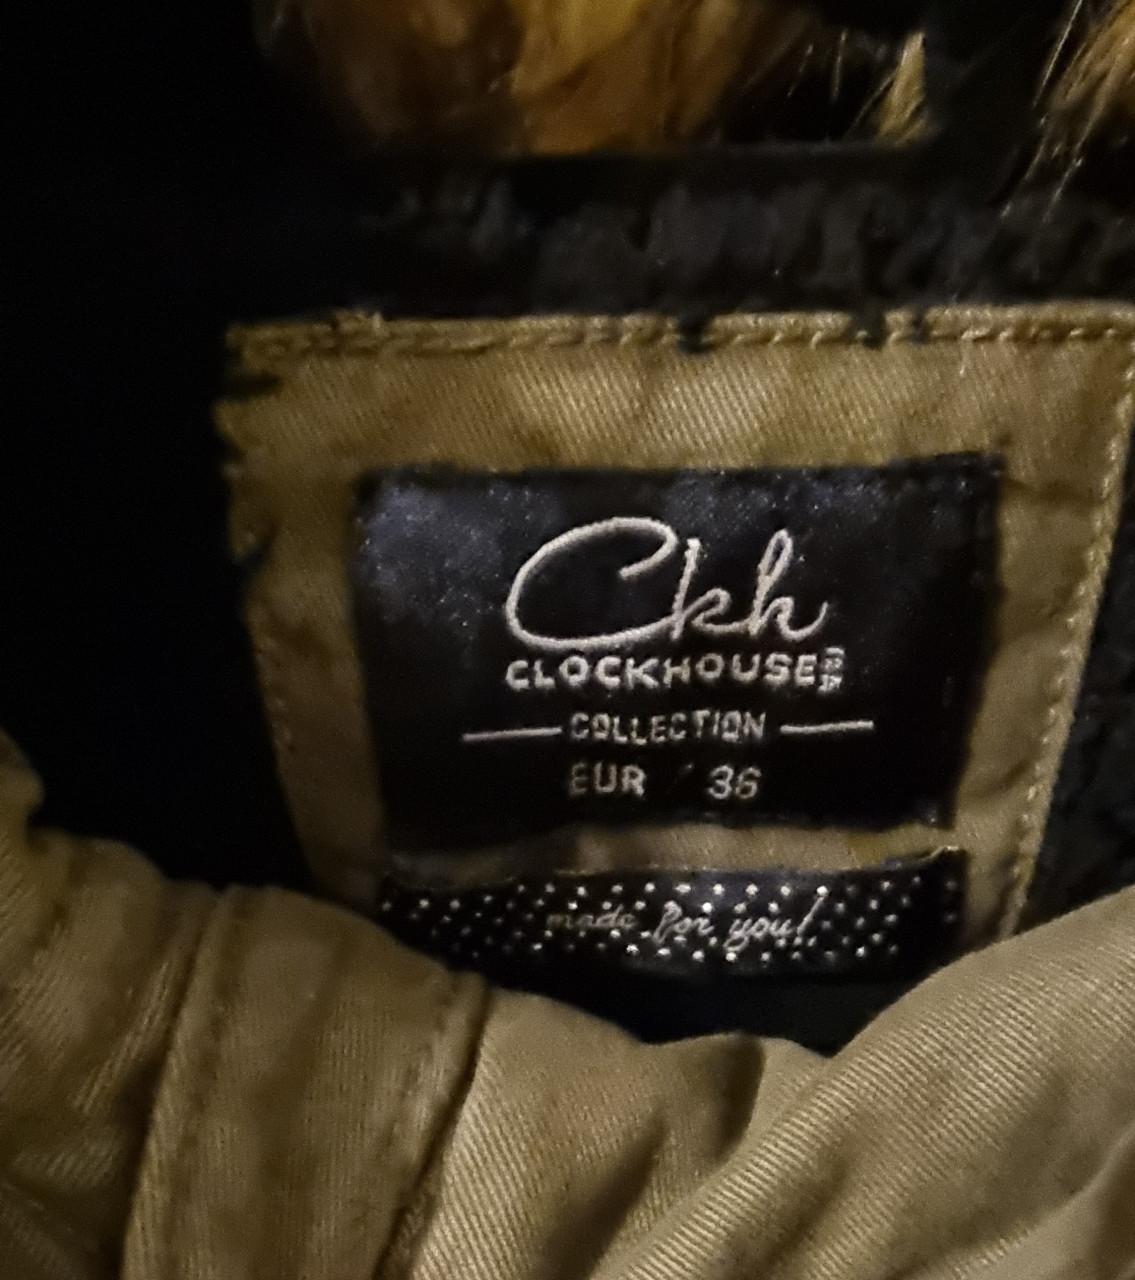 Ckh
CLOCKHOUSE
COLLECTION
EUR / 36
made for you!